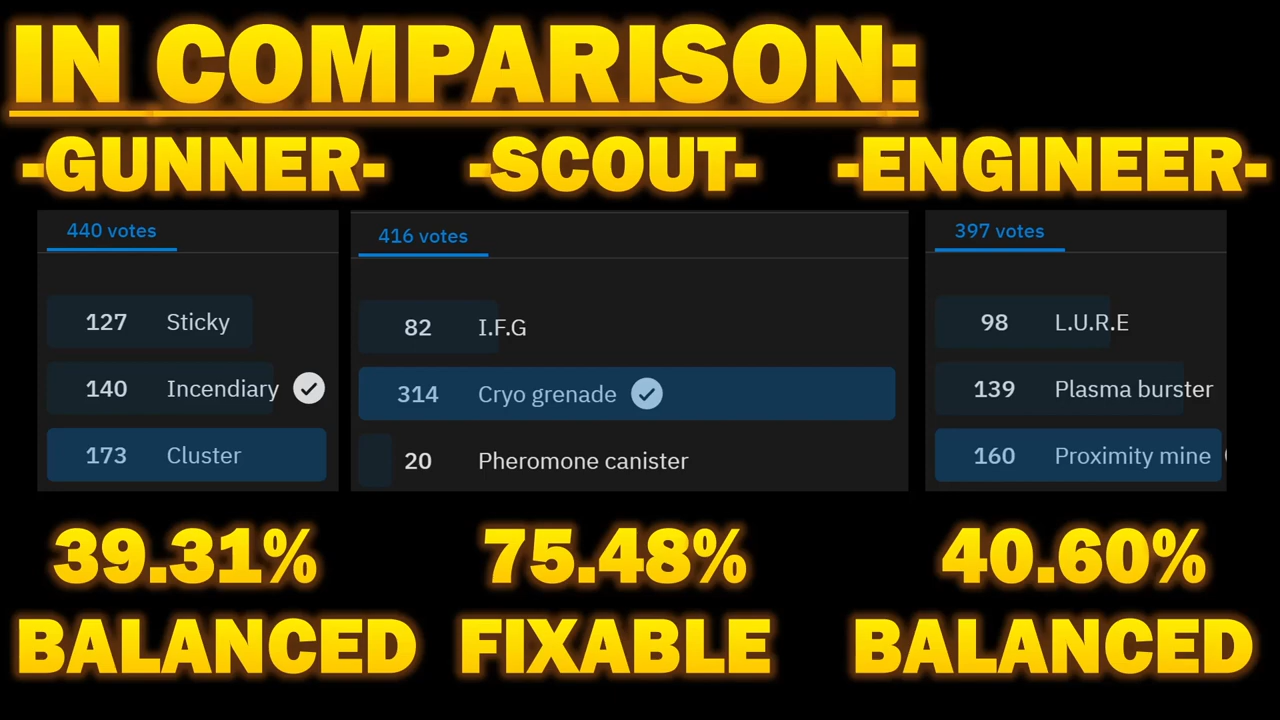 IN COMPARISON:
-GUNNER- -SCOUT- -ENGINEER-
440 votes
127 Sticky
140 Incendiary
173 Cluster
416 votes
82 I.F.G
314 Cryo grenade
20 Pheromone canister
397 votes
98 L.U.R.E
139 Plasma burster
160 Proximity mine
39.31% 75.48% 40.60%
BALANCED FIXABLE BALANCED